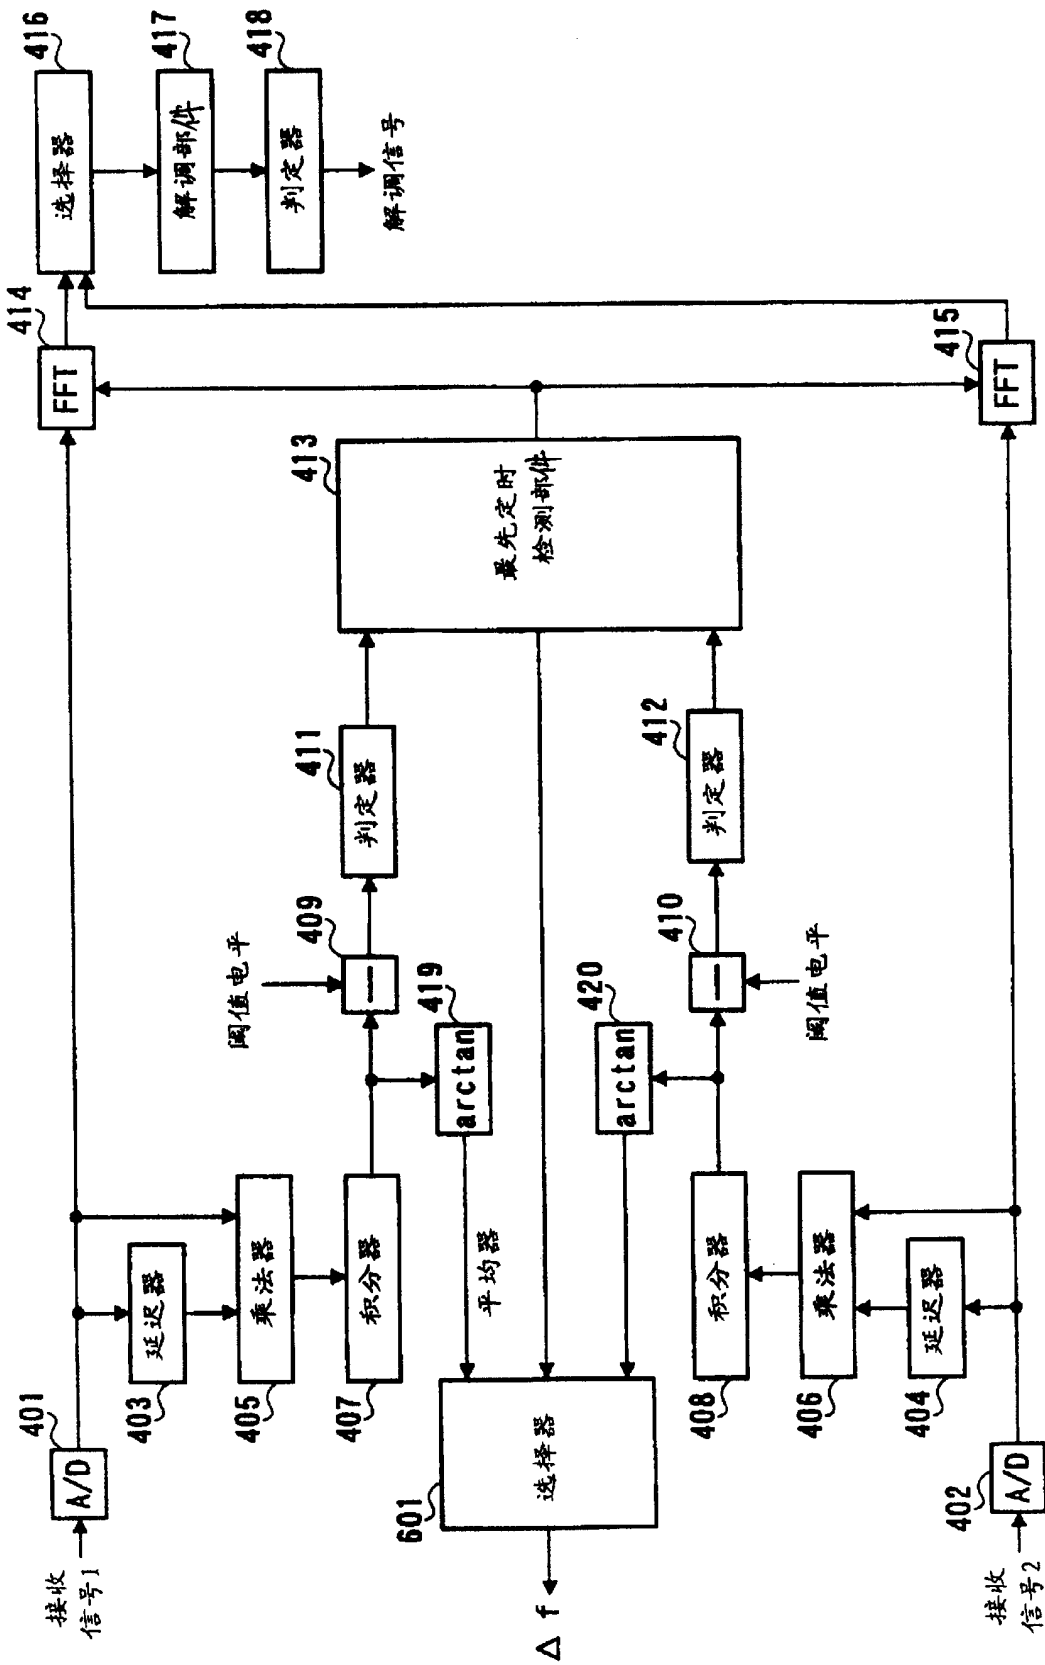 接收
信号1
A/D
401
延迟器
403
乘法器
405
积分器
407
阈值电平
409
—
arctan
419
平均器
判定器
411
最先定时
检测部件
413
FFT
414
选择器
416
解调部件
417
判定器
418
解调信号
选择器
601
Δf
接收
信号2
A/D
402
延迟器
404
乘法器
406
积分器
408
arctan
420
阈值电平
410
—
判定器
412
FFT
415